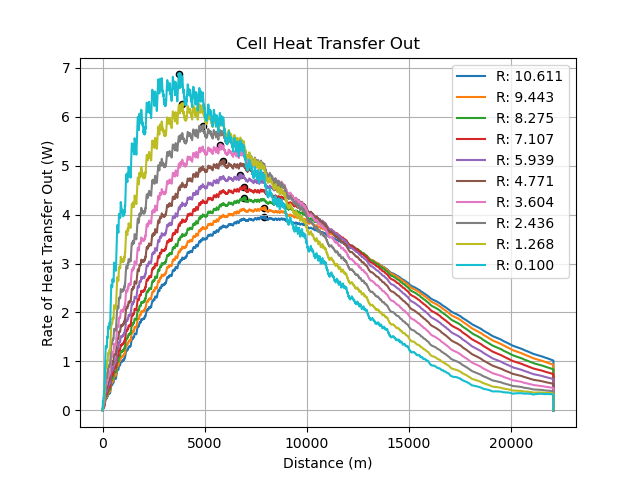 Cell Heat Transfer Out
Rate of Heat Transfer Out (W)
7
6
5
4
3
2
1
0
0 5000 10000 15000 20000
Distance (m)
R: 10.611
R: 9.443
R: 8.275
R: 7.107
R: 5.939
R: 4.771
R: 3.604
R: 2.436
R: 1.268
R: 0.100